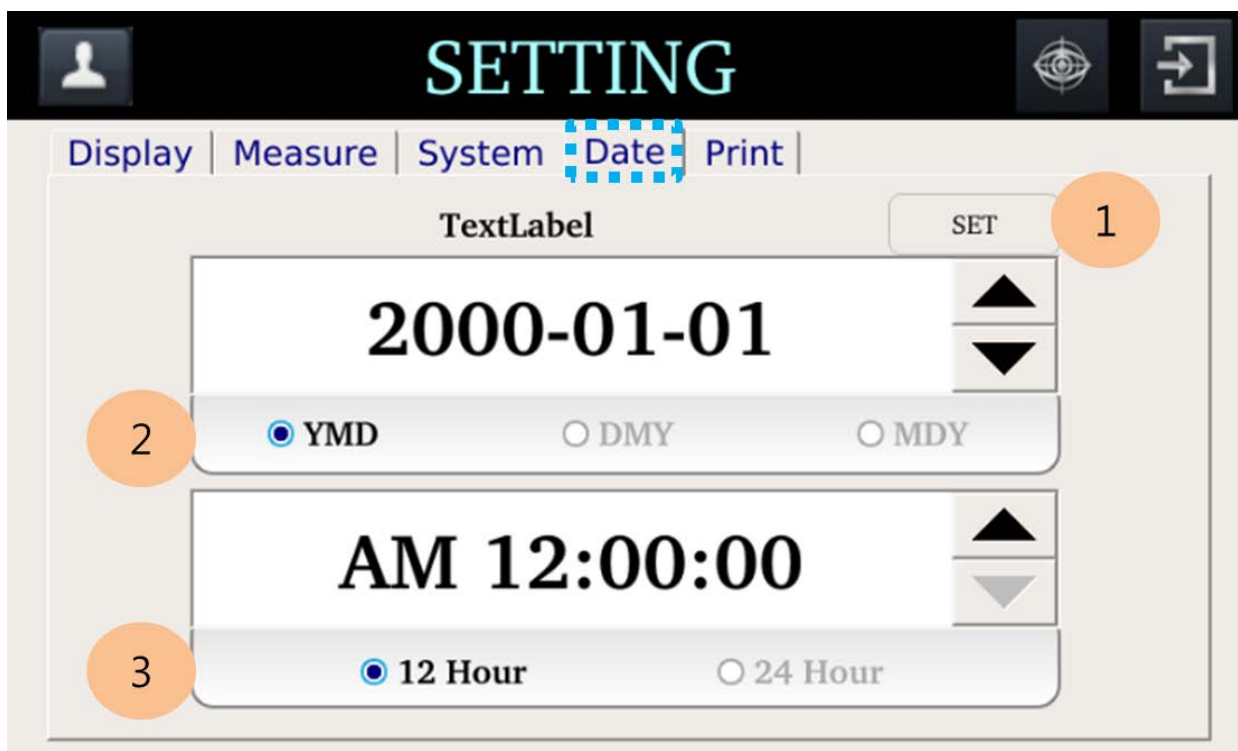 SETTING
Display Measure System Date Print
TextLabel SET 1
2000-01-01
2 YMD DMY MDY
AM 12:00:00
3 12 Hour 24 Hour